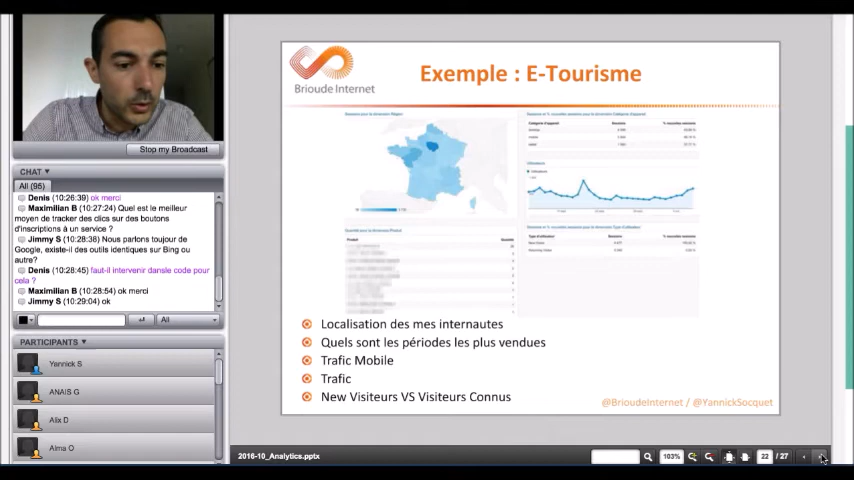 Stop my Broadcast
CHAT
All (95)
Denis (10:26:39) ok merci
Maximilian B (10:27:24) Quel est le meilleur
moyen de tracker des clics sur des boutons
d'inscriptions à un service ?
Jimmy S (10:28:38) Nous parlons toujour de
Google, existe-il des outils identiques sur Bing ou
autre?
Denis (10:28:45) faut-il intervenir dansle code pour
cela ?
Maximilian B (10:28:54) ok merci
Jimmy S (10:29:04) ok
All
PARTICIPANTS
Yannick S
ANAIS G
Alix D
Alma O
Brioude Internet
Exemple : E-Tourisme
Localisation des mes internautes
Quels sont les périodes les plus vendues
Trafic Mobile
Trafic
New Visiteurs VS Visiteurs Connus
@BrioudeInternet / @YannickSocquet
2016-10_Analytics.pptx
103%
22 / 27